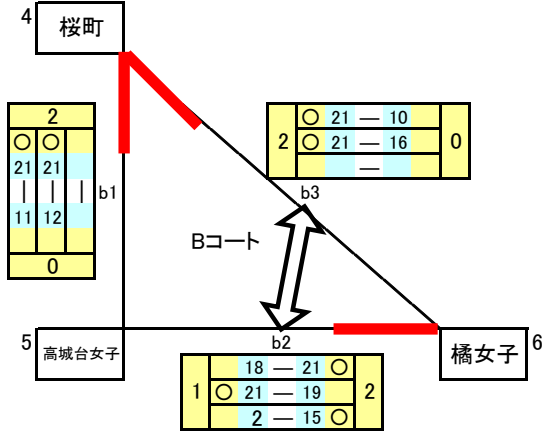 4
桜町
2
○ ○
21 21
| |
11 12
0
b1
2
○ 21 — 10
○ 21 — 16
—
0
b3
Bコート
5
高城台女子
b2
橘女子
6
1
18 — 21 ○
○ 21 — 19
2 — 15 ○
2